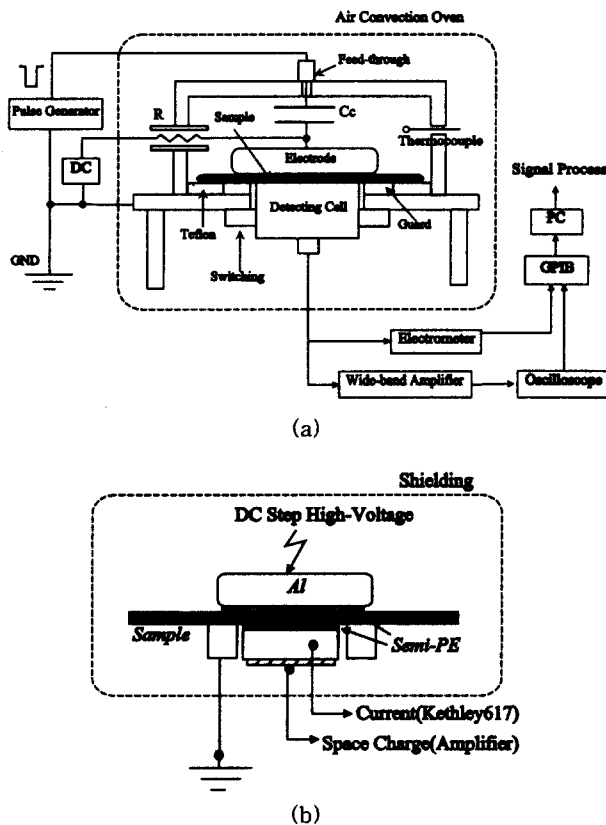 Air Convection Oven
Feed-through
R
Cc
Pulse Generator
Sample
Thermocouple
Electrode
DC
Signal Process
Detecting Cell
PC
Teflon
Guard
GND
Switching
GPIB
Electrometer
Wide-band Amplifier
Oscilloscope
(a)
Shielding
DC Step High-Voltage
Al
Sample
Semi-PE
Current(Kethley617)
Space Charge(Amplifier)
(b)